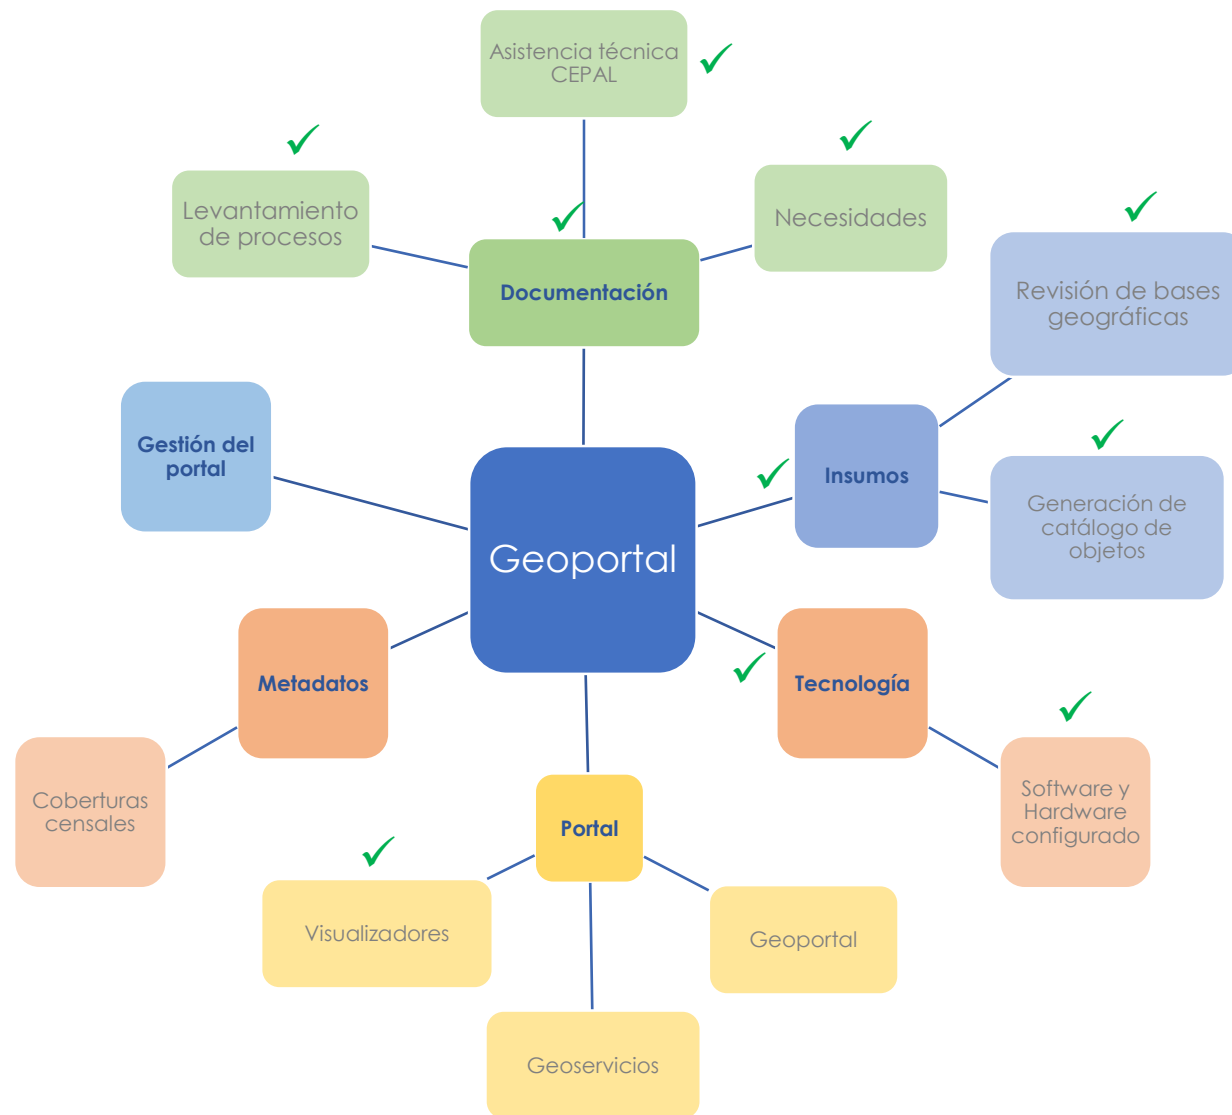 Asistencia técnica
CEPAL
Levantamiento
de procesos
Necesidades
Documentación
Revisión de bases
geográficas
Gestión del
portal
Insumos
Generación de
catálogo de
objetos
Geoportal
Metadatos
Tecnología
Coberturas
censales
Portal
Software y
Hardware
configurado
Visualizadores
Geoportal
Geoservicios